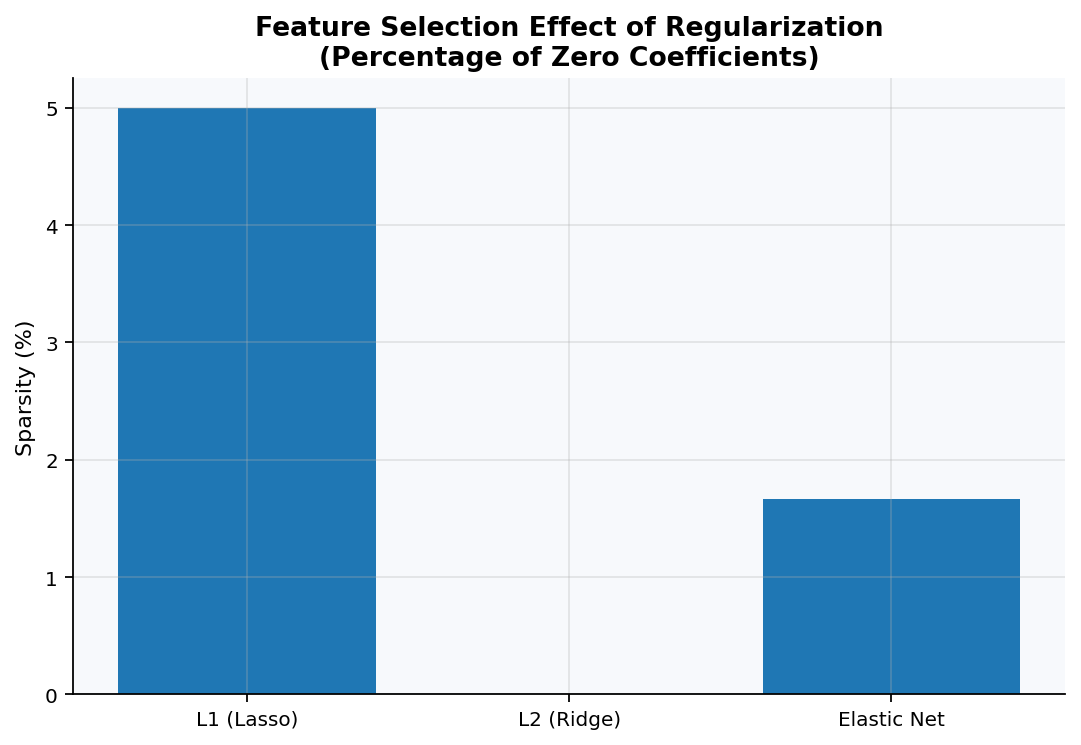 Feature Selection Effect of Regularization
(Percentage of Zero Coefficients)
Sparsity (%)
5
4
3
2
1
0
L1 (Lasso)
L2 (Ridge)
Elastic Net